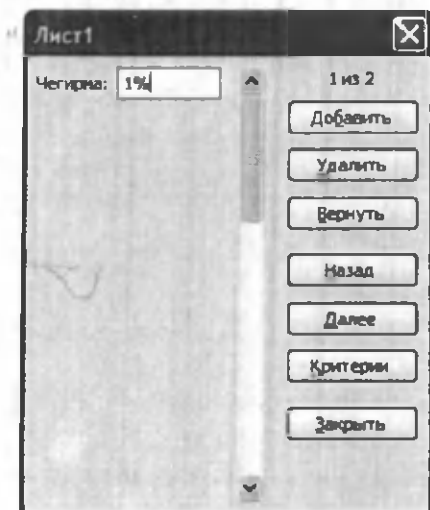 Лист1
Чегирма: 1%
1 из 2
Добавить
Удалить
Вернуть
Назад
Далее
Критерии
Закрыть